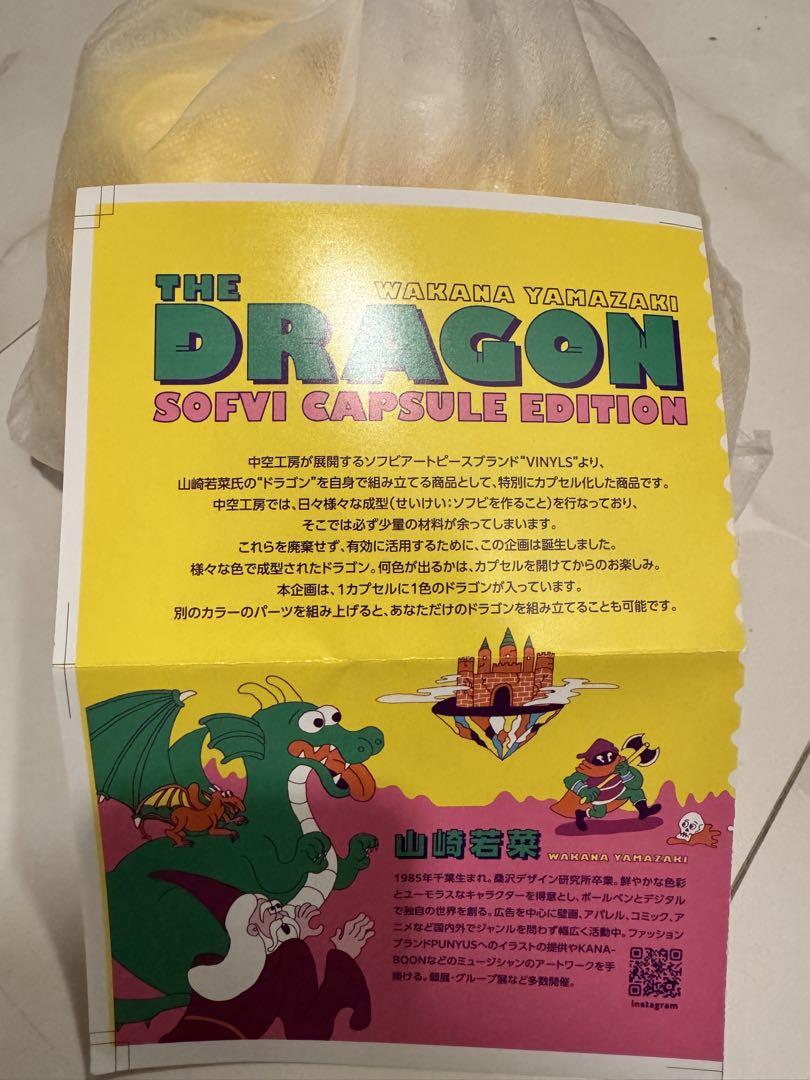 THE
WAKANA YAMAZAKI
DRAGON
SOFVI CAPSULE EDITION
中空工房が展開するソフビアートピースブランド“VINYLS”より、
山崎若菜氏の“ドラゴン”を自身で組み立てる商品として、特別にカプセル化した商品です。
中空工房では、日々様々な成型(せいけい:ソフビを作ること)を行なっており、
そこでは必ず少量の材料が余ってしまいます。
これらを廃棄せず、有効に活用するために、この企画は誕生しました。
様々な色で成型されたドラゴン。何色が出るかは、カプセルを開けてからのお楽しみ。
本企画は、1カプセルに1色のドラゴンが入っています。
別のカラーのパーツを組み上げると、あなただけのドラゴンを組み立てることも可能です。
山崎若菜 WAKANA YAMAZAKI
1985年千葉生まれ。桑沢デザイン研究所卒業。鮮やかな色彩
とユーモラスなキャラクターを得意とし、ボールペンとデジタル
で独自の世界を創る。広告を中心に壁画、アパレル、コミック、ア
ニメなど国内外でジャンルを問わず幅広く活動中。ファッション
ブランドPUNYUSへのイラストの提供やKANA-
BOONなどのミュージシャンのアートワークを手
掛ける。個展・グループ展など多数開催。
Instagram